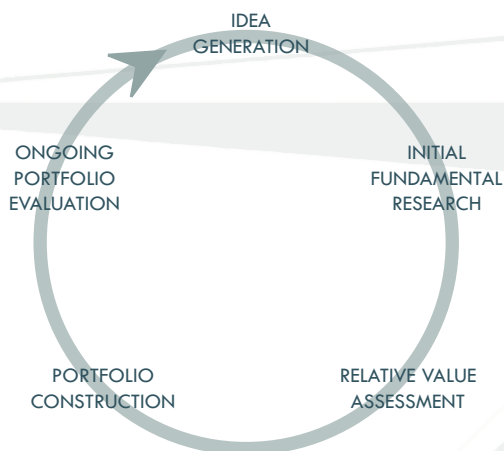 IDEA
GENERATION
INITIAL
FUNDAMENTAL
RESEARCH
RELATIVE VALUE
ASSESSMENT
PORTFOLIO
CONSTRUCTION
ONGOING
PORTFOLIO
EVALUATION